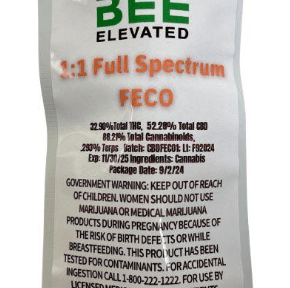 BEE
ELEVATED
1:1 Full Spectrum
FECO
32.90%Total THC, 52.28% Total CBD
88.21% Total Cannabinoids,
.293% Terps Batch: CBDFECO1: LI: F92024
Exp: 11/30/25 Ingredients: Cannabis
Package Date: 9/2/24
GOVERNMENT WARNING: KEEP OUT OF REACH
OF CHILDREN. WOMEN SHOULD NOT USE
MARIJUANA OR MEDICAL MARIJUANA
PRODUCTS DURING PREGNANCY BECAUSE OF
THE RISK OF BIRTH DEFECTS OR WHILE
BREASTFEEDING. THIS PRODUCT HAS BEEN
TESTED FOR CONTAMINANTS. FOR ACCIDENTAL
INGESTION CALL 1-800-222-1222. FOR USE BY
LICENSED